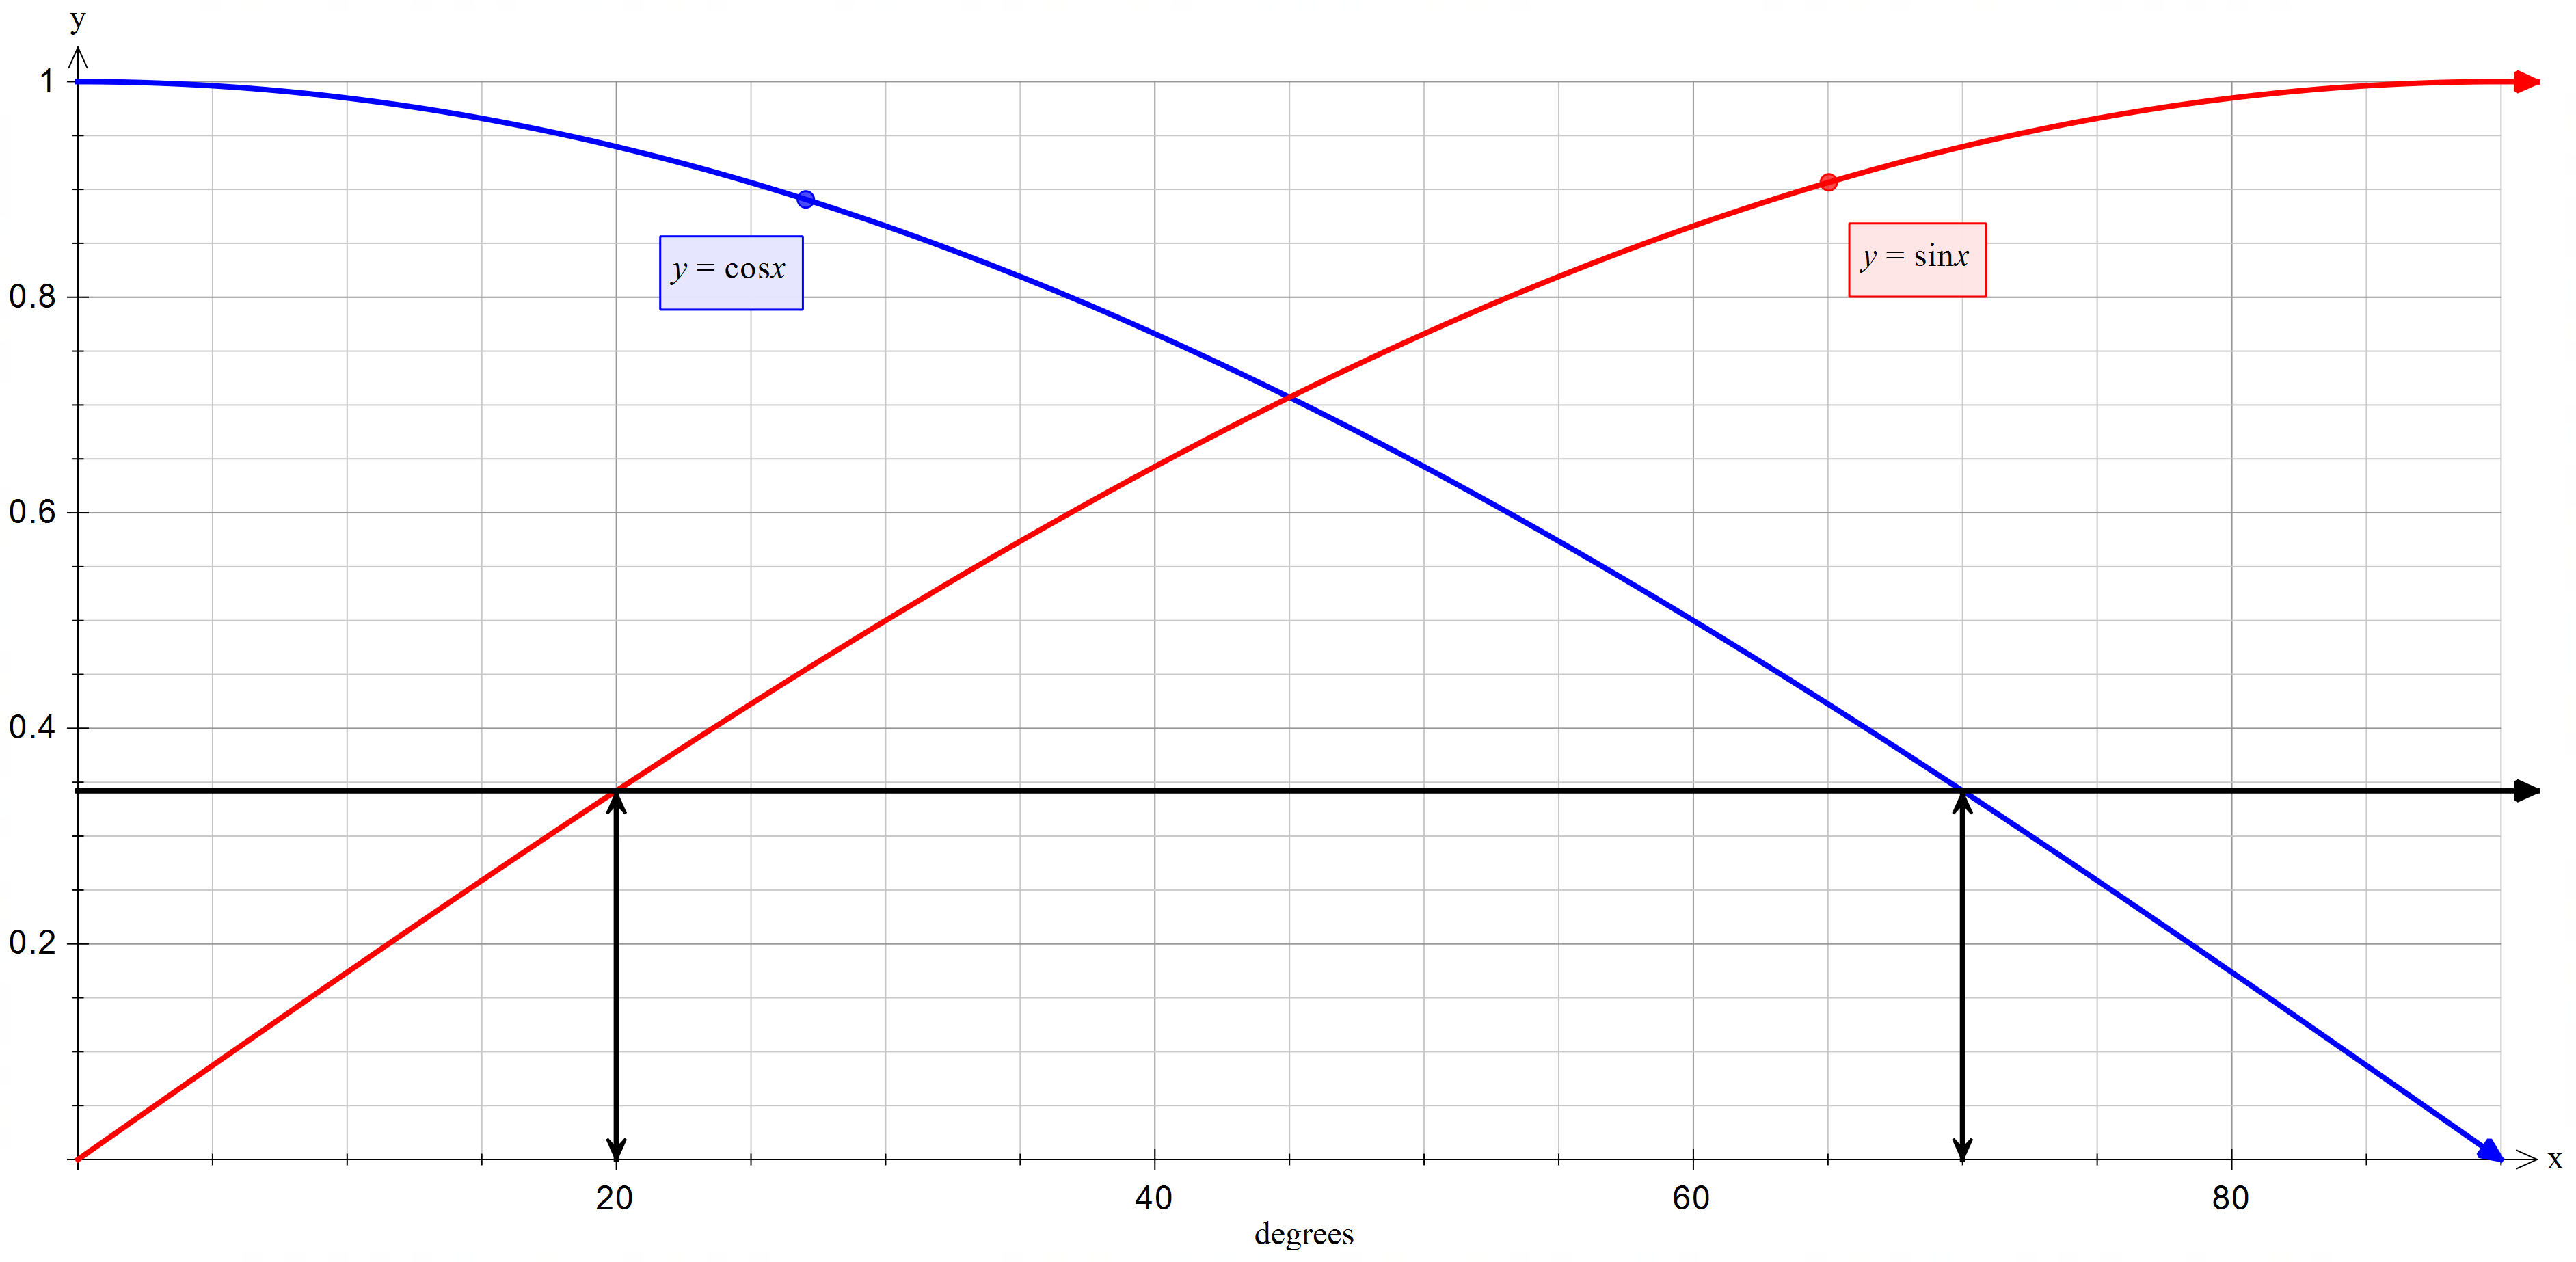 y
1
y = cosx
y = sinx
0.8
0.6
0.4
0.2
x
20 40 60 80
degrees